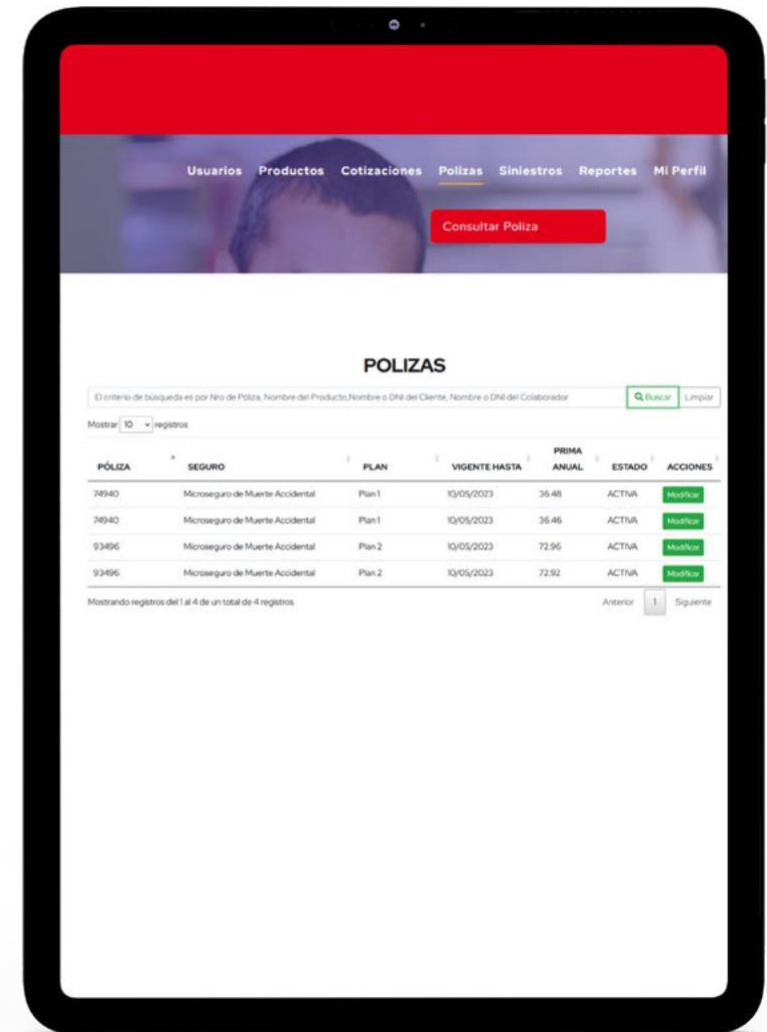 Usuarios Productos Cotizaciones Polizas Siniestros Reportes Mi Perfil
Consultar Poliza
POLIZAS
El criterio de búsqueda es por Nro de Póliza, Nombre del Producto,Nombre o DNI del Cliente, Nombre o DNI del Colaborador Buscar Limpiar
Mostrar 10 registros
PÓLIZA SEGURO PLAN VIGENTE HASTA PRIMA ANUAL ESTADO ACCIONES
74940 Microseguro de Muerte Accidental Plan 1 10/05/2023 36.48 ACTIVA Modificar
74940 Microseguro de Muerte Accidental Plan 1 10/05/2023 36.46 ACTIVA Modificar
93496 Microseguro de Muerte Accidental Plan 2 10/05/2023 72.96 ACTIVA Modificar
93496 Microseguro de Muerte Accidental Plan 2 10/05/2023 72.92 ACTIVA Modificar
Mostrando registros del 1 al 4 de un total de 4 registros Anterior 1 Siguiente